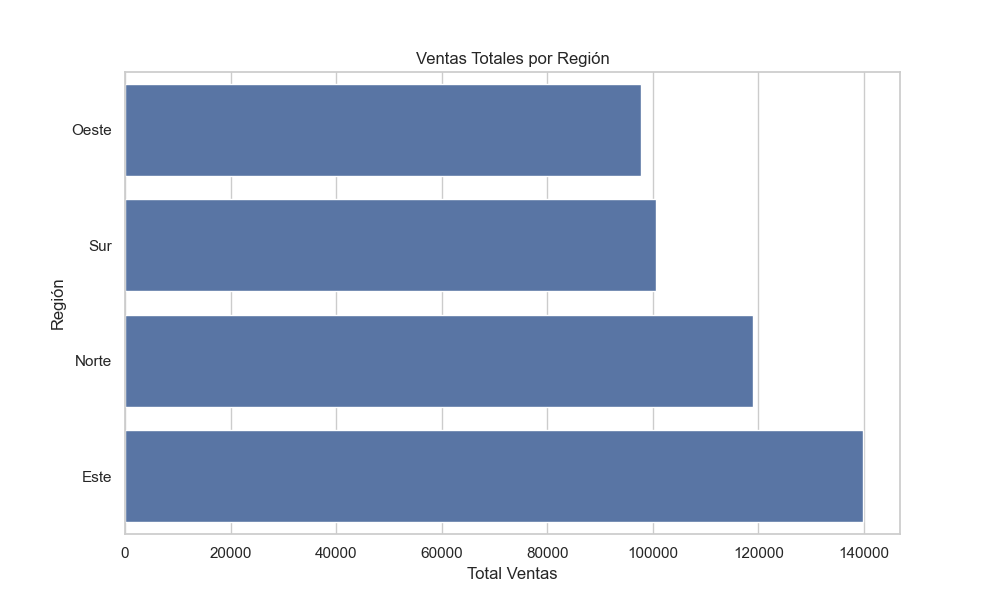 Ventas Totales por Región
Oeste
Sur
Norte
Este
Región
0 20000 40000 60000 80000 100000 120000 140000
Total Ventas